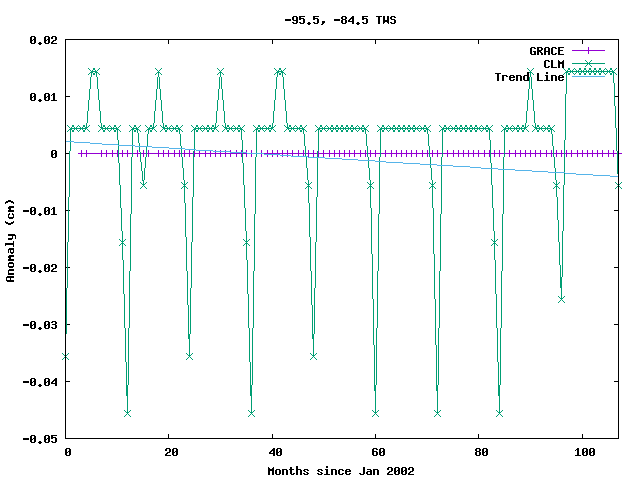 -95.5, -84.5 TWS
GRACE
CLM
Trend Line
0.02
0.01
0
-0.01
-0.02
-0.03
-0.04
-0.05
Anomaly (cm)
0 20 40 60 80 100
Months since Jan 2002